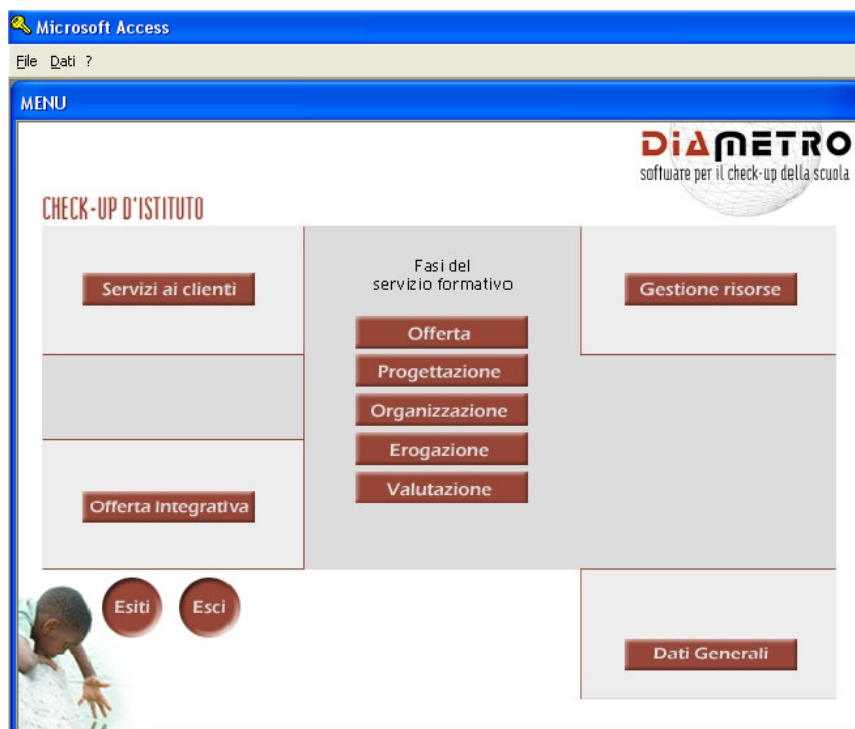 Microsoft Access
File Dati ?
MENU
DiAMETRO
software per il check-up della scuola
CHECK-UP D'ISTITUTO
Servizi ai clienti
Fasi del
servizio formativo
Gestione risorse
Offerta
Progettazione
Organizzazione
Erogazione
Valutazione
Offerta Integrativa
Esiti
Esci
Dati Generali